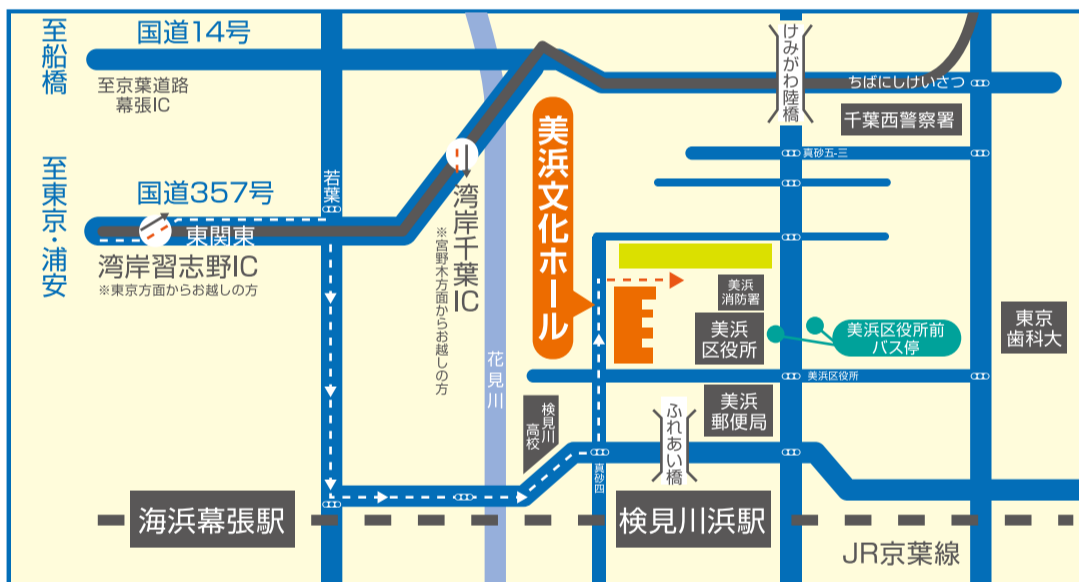 至船橋
国道14号
至京葉道路
幕張IC
けみがわ陸橋
ちばにしけいさつ
千葉西警察署
真砂五-三
至東京・浦安
国道357号
若葉
東関東
湾岸習志野IC
※東京方面からお越しの方
湾岸千葉IC
※宮野木方面からお越しの方
美浜文化ホール
美浜
消防署
美浜
区役所
美浜区役所前
バス停
東京
歯科大
花見川
美浜区役所
検見川
高校
美浜
郵便局
ふれあい橋
真砂四
海浜幕張駅
検見川浜駅
JR京葉線